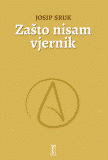 JOSIP SRUK
Zašto nisam
vjernik